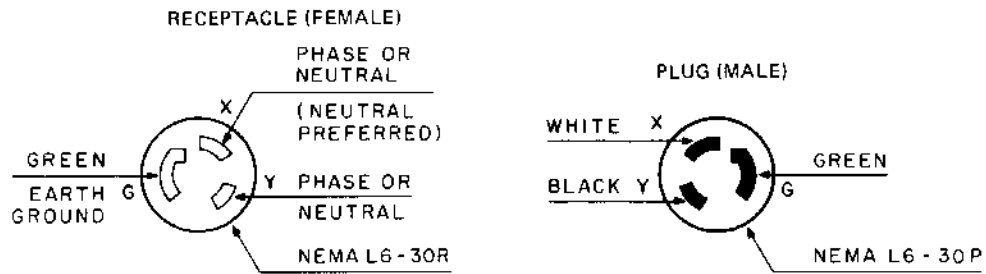 RECEPTACLE (FEMALE)
PHASE OR
NEUTRAL
X
(NEUTRAL
PREFERRED)
GREEN
EARTH
GROUND
G
Y
PHASE OR
NEUTRAL
NEMA L6-30R
PLUG (MALE)
WHITE X
BLACK Y
GREEN
G
NEMA L6-30P